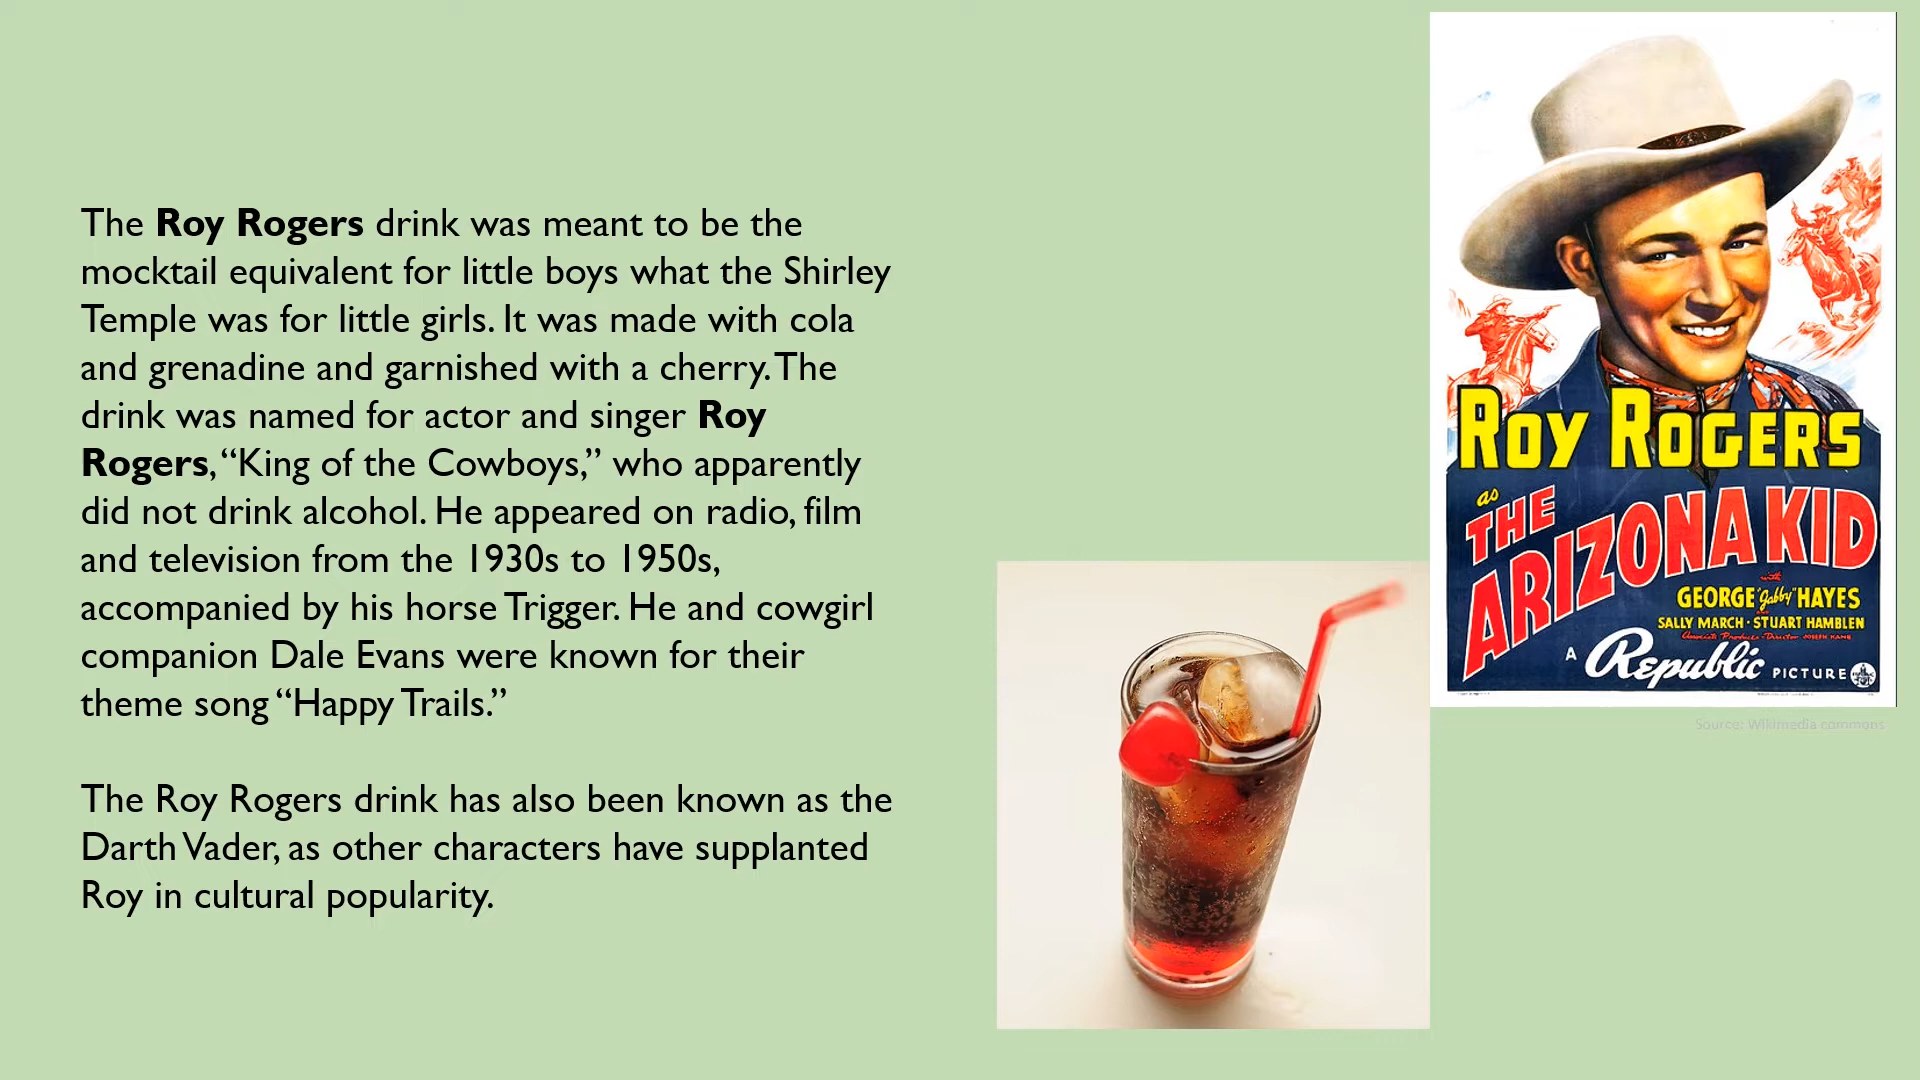 The Roy Rogers drink was meant to be the
mocktail equivalent for little boys what the Shirley
Temple was for little girls. It was made with cola
and grenadine and garnished with a cherry. The
drink was named for actor and singer Roy
Rogers, “King of the Cowboys,” who apparently
did not drink alcohol. He appeared on radio, film
and television from the 1930s to 1950s,
accompanied by his horse Trigger. He and cowgirl
companion Dale Evans were known for their
theme song “Happy Trails.”
The Roy Rogers drink has also been known as the
Darth Vader, as other characters have supplanted
Roy in cultural popularity.
ROY ROGERS
as
THE
ARIZONA KID
with
GEORGE "Gabby" HAYES
SALLY MARCH · STUART HAMBLEN
Associate Producer-Director JOSEPH KANE
A Republic PICTURE
Source: Wikimedia commons